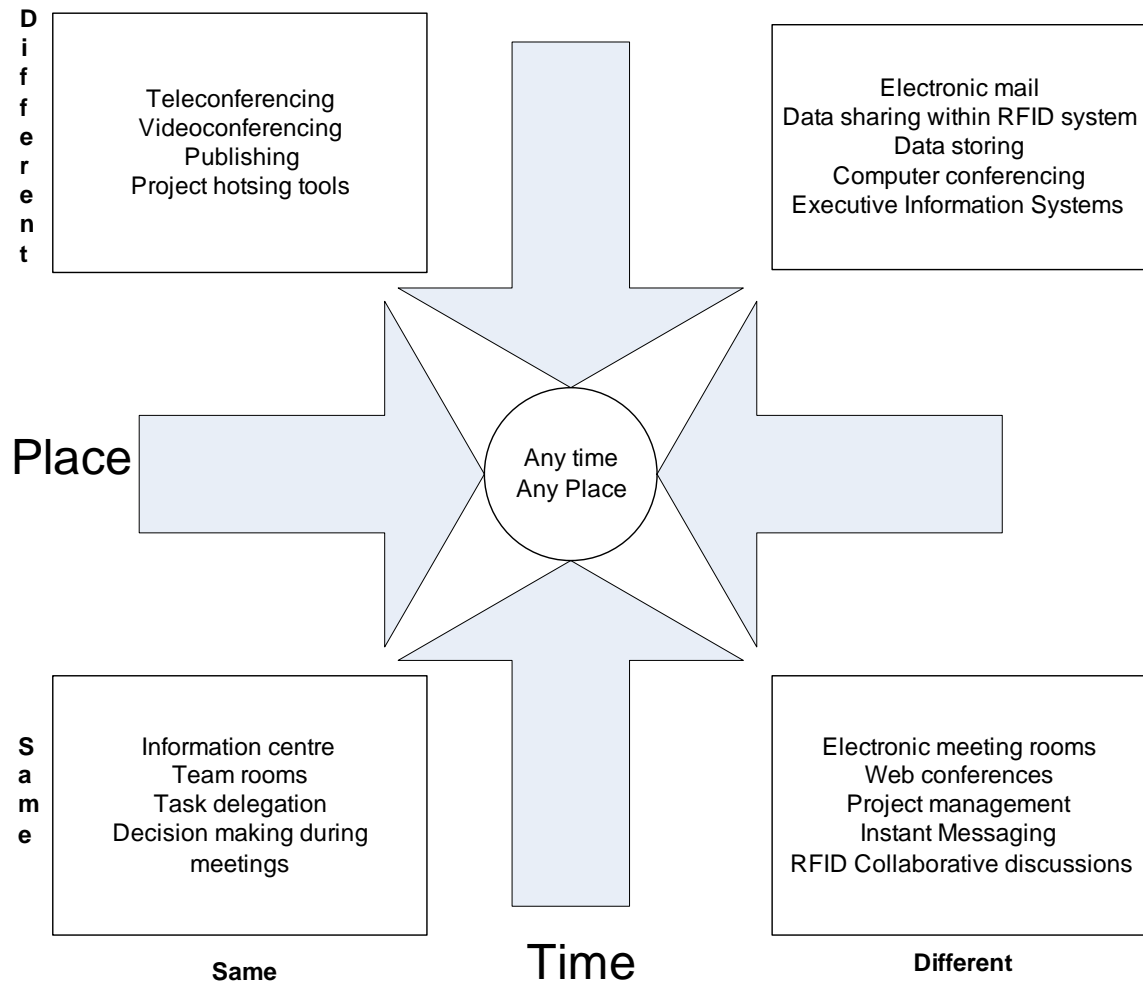 Different
Teleconferencing
Videoconferencing
Publishing
Project hotsing tools
Electronic mail
Data sharing within RFID system
Data storing
Computer conferencing
Executive Information Systems
Place
Any time
Any Place
Same
Information centre
Team rooms
Task delegation
Decision making during
meetings
Electronic meeting rooms
Web conferences
Project management
Instant Messaging
RFID Collaborative discussions
Same
Time
Different